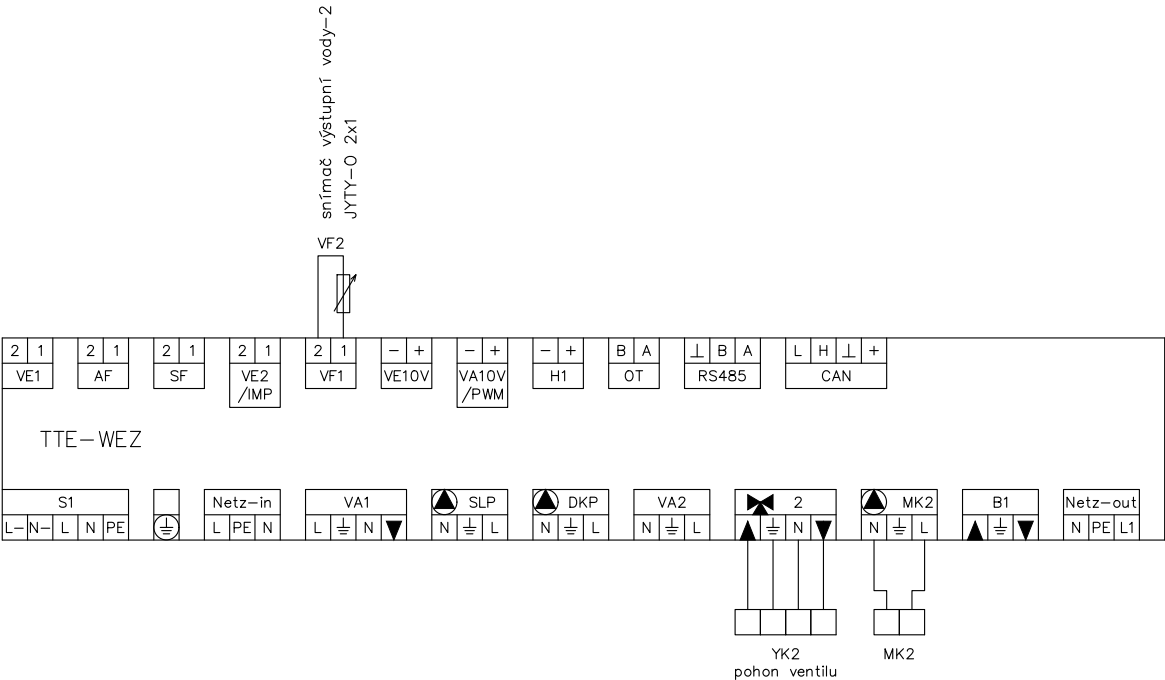 snímač výstupní vody-2
JYTY-O 2x1
VF2
2 1 2 1 2 1 2 1 2 1 - + - + - + B A ⊥ B A L H ⊥ +
VE1 AF SF VE2 VF1 VE10V VA10V H1 OT RS485 CAN
/IMP /PWM
TTE-WEZ
S1 Netz-in VA1 SLP DKP VA2 2 MK2 B1 Netz-out
L- N- L N PE L PE N L N N L N L N L N N L N PE L1
YK2 MK2
pohon ventilu